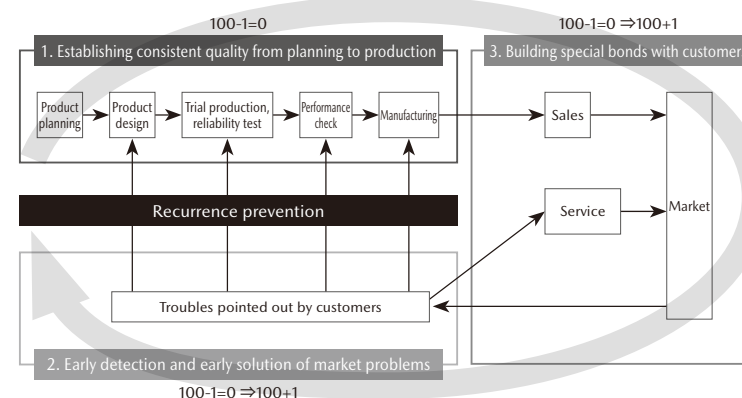 100-1=0
1. Establishing consistent quality from planning to production
Product
planning
Product
design
Trial production,
reliability test
Performance
check
Manufacturing
Recurrence prevention
Troubles pointed out by customers
2. Early detection and early solution of market problems
100-1=0 ⇒100+1
100-1=0 ⇒100+1
3. Building special bonds with customer
Sales
Service
Market